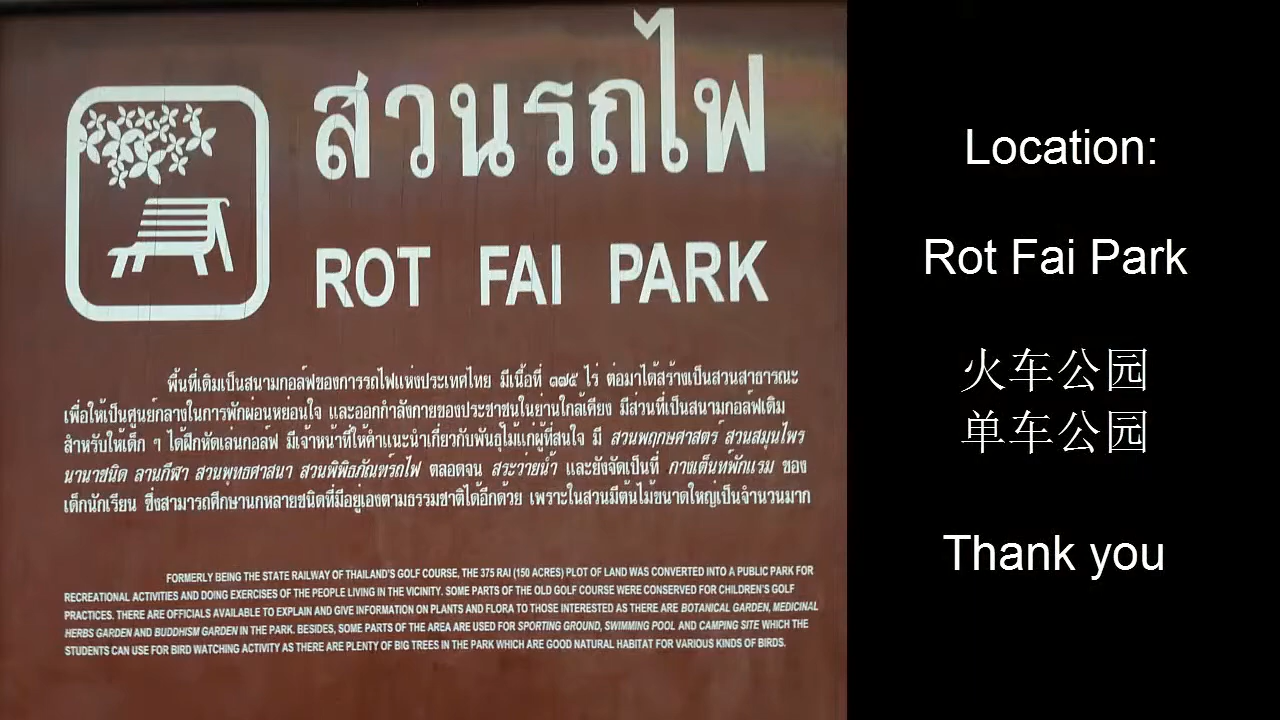 สวนรถไฟ
ROT FAI PARK
พื้นที่เดิมเป็นสนามกอล์ฟของการรถไฟแห่งประเทศไทย มีเนื้อที่ ๓๗๕ ไร่ ต่อมาได้สร้างเป็นสวนสาธารณะ
เพื่อให้เป็นศูนย์กลางในการพักผ่อนหย่อนใจ และออกกำลังกายของประชาชนในย่านใกล้เคียง มีส่วนที่เป็นสนามกอล์ฟเดิม
สำหรับให้เด็ก ๆ ได้ฝึกหัดเล่นกอล์ฟ มีเจ้าหน้าที่ให้คำแนะนำเกี่ยวกับพันธุ์ไม้แก่ผู้ที่สนใจ มี สวนพฤกษศาสตร์ สวนสมุนไพร
นานาชนิด ลานกีฬา สวนพุทธศาสนา สวนพิพิธภัณฑ์รถไฟ ตลอดจน สระว่ายน้ำ และยังจัดเป็นที่ กางเต็นท์พักแรม ของ
เด็กนักเรียน ซึ่งสามารถศึกษานกหลายชนิดที่มีอยู่เองตามธรรมชาติได้อีกด้วย เพราะในสวนมีต้นไม้ขนาดใหญ่เป็นจำนวนมาก
FORMERLY BEING THE STATE RAILWAY OF THAILAND'S GOLF COURSE, THE 375 RAI (150 ACRES) PLOT OF LAND WAS CONVERTED INTO A PUBLIC PARK FOR
RECREATIONAL ACTIVITIES AND DOING EXERCISES OF THE PEOPLE LIVING IN THE VICINITY. SOME PARTS OF THE OLD GOLF COURSE WERE CONSERVED FOR CHILDREN'S GOLF
PRACTICES. THERE ARE OFFICIALS AVAILABLE TO EXPLAIN AND GIVE INFORMATION ON PLANTS AND FLORA TO THOSE INTERESTED AS THERE ARE BOTANICAL GARDEN, MEDICINAL
HERBS GARDEN AND BUDDHISM GARDEN IN THE PARK. BESIDES, SOME PARTS OF THE AREA ARE USED FOR SPORTING GROUND, SWIMMING POOL AND CAMPING SITE WHICH THE
STUDENTS CAN USE FOR BIRD WATCHING ACTIVITY AS THERE ARE PLENTY OF BIG TREES IN THE PARK WHICH ARE GOOD NATURAL HABITAT FOR VARIOUS KINDS OF BIRDS.
Location:
Rot Fai Park
火车公园
单车公园
Thank you